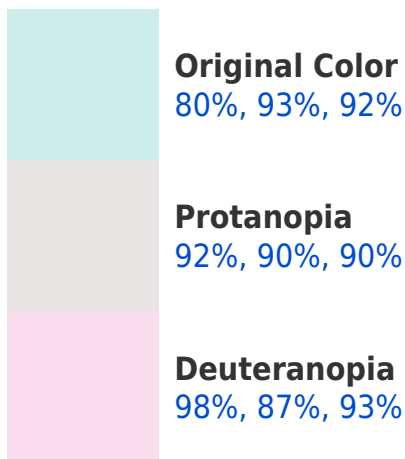 Original Color
80%, 93%, 92%
Protanopia
92%, 90%, 90%
Deuteranopia
98%, 87%, 93%